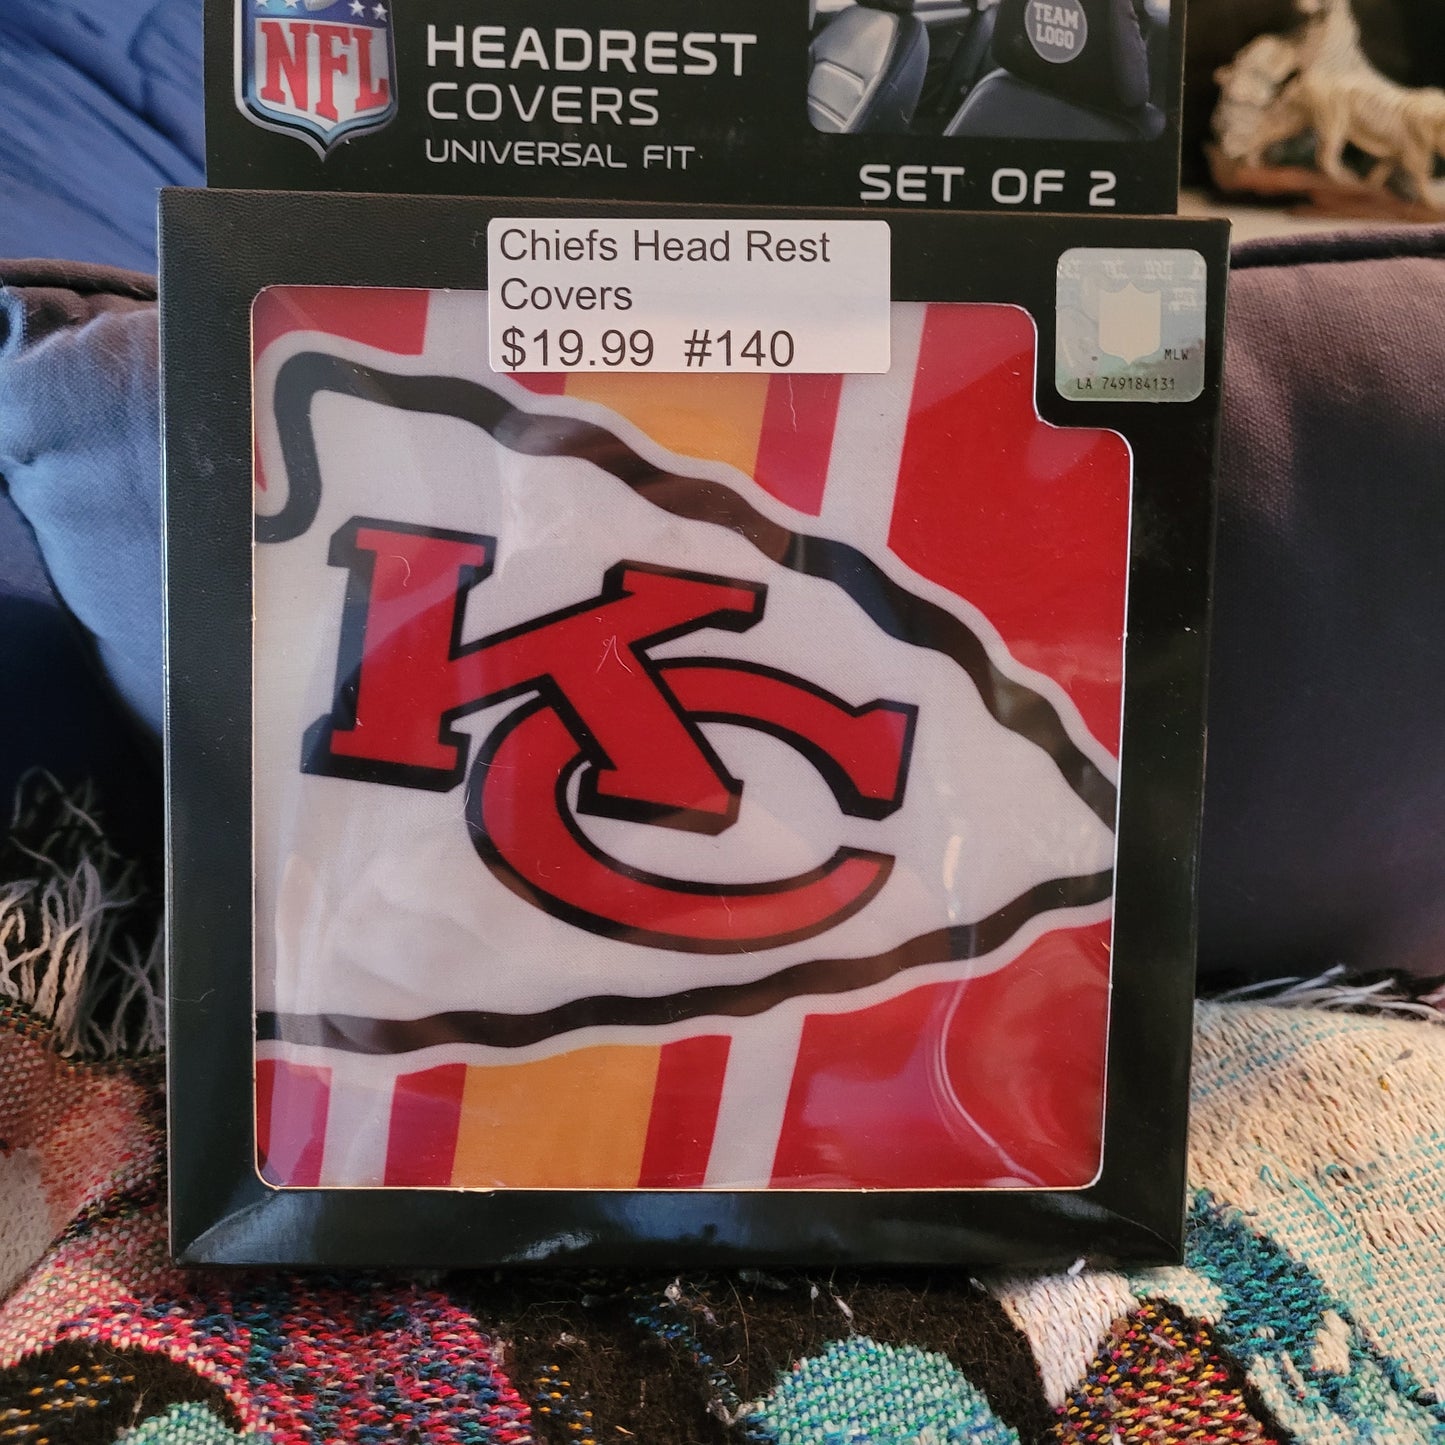 NFL
HEADREST
COVERS
UNIVERSAL FIT
TEAM
LOGO
SET OF 2
Chiefs Head Rest
Covers
$19.99 #140
MLW
LA 749184131
KC